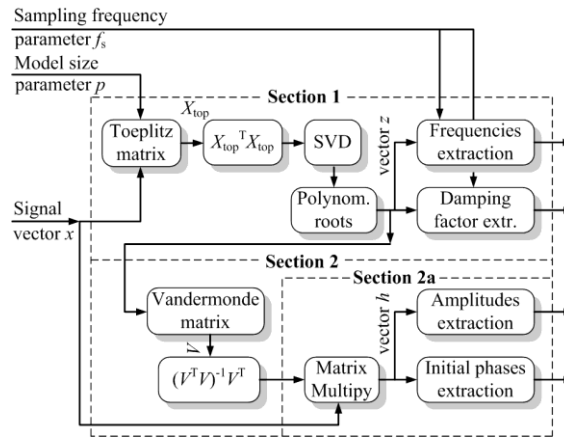 Sampling frequency
parameter fs
Model size
parameter p
Section 1
Xtop
Toeplitz
matrix
XtopTXtop
SVD
vector z
Frequencies
extraction
Polynom.
roots
Damping
factor extr.
Signal
vector x
Section 2
Section 2a
Vandermonde
matrix
V
vector h
Amplitudes
extraction
(VTV)-1VT
Matrix
Multipy
Initial phases
extraction